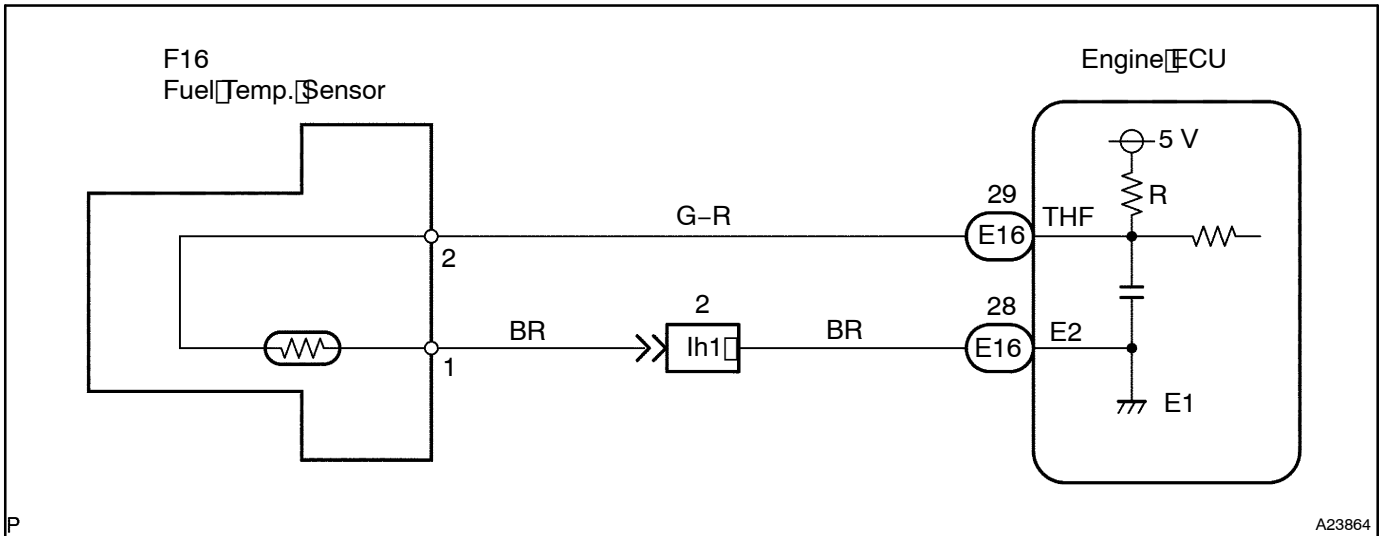 F16
Fuel Temp. Sensor
Engine ECU
5 V
R
29
THF
G–R
E16
2
2
28
BR
BR
E2
Ih1
E16
1
E1
P
A23864